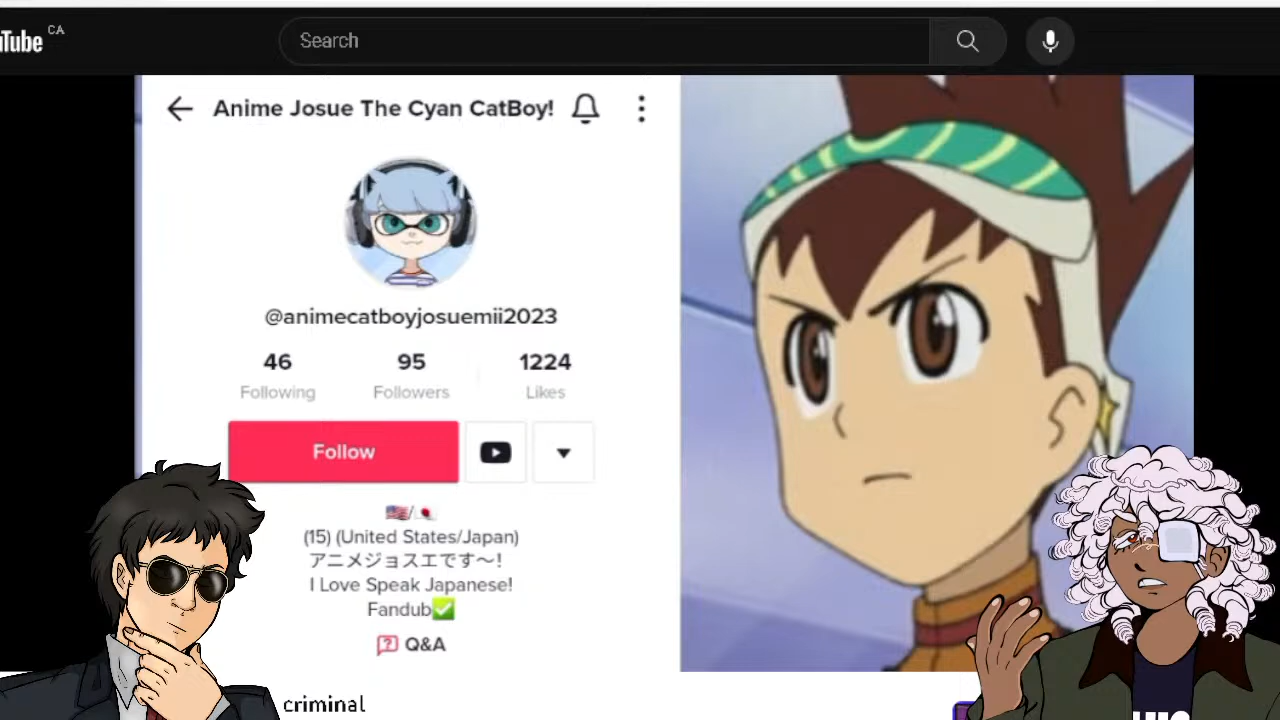 uTube CA
Search
Anime Josue The Cyan CatBoy!
@animecatboyjosuemii2023
46 95 1224
Following Followers Likes
Follow
(15) (United States/Japan)
アニメジョスエです〜!
I Love Speak Japanese!
Fandub✅
Q&A
criminal